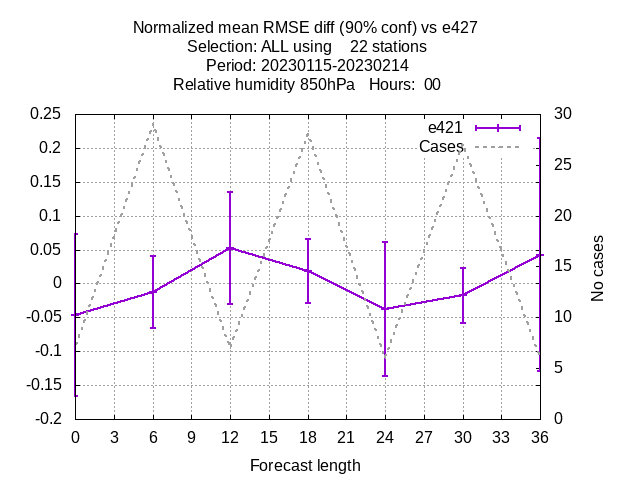 Normalized mean RMSE diff (90% conf) vs e427
Selection: ALL using    22 stations
Period: 20230115-20230214
Relative humidity 850hPa   Hours:  00
e421
Cases
0.25
0.2
0.15
0.1
0.05
0
-0.05
-0.1
-0.15
-0.2
30
25
20
15
10
5
0
No cases
0 3 6 9 12 15 18 21 24 27 30 33 36
Forecast length